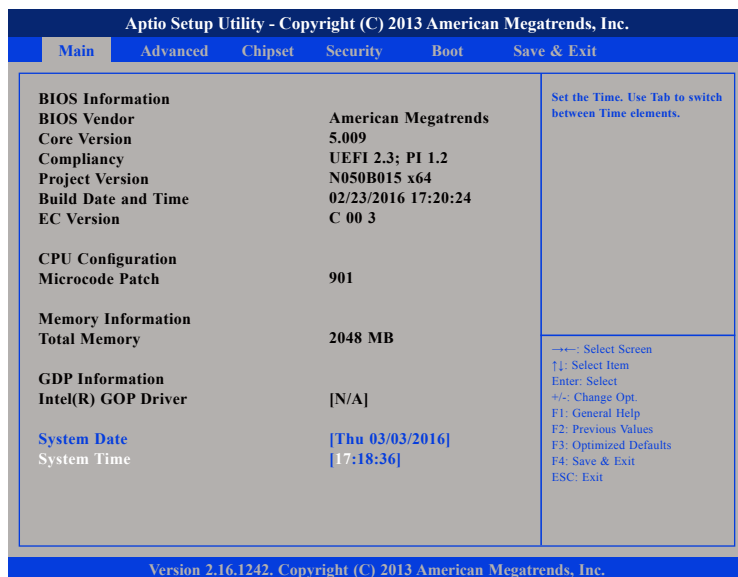 Aptio Setup Utility - Copyright (C) 2013 American Megatrends, Inc.
Main Advanced Chipset Security Boot Save & Exit
BIOS Information
BIOS Vendor American Megatrends
Core Version 5.009
Compliancy UEFI 2.3; PI 1.2
Project Version N050B015 x64
Build Date and Time 02/23/2016 17:20:24
EC Version C 00 3
CPU Configuration
Microcode Patch 901
Memory Information
Total Memory 2048 MB
GDP Information
Intel(R) GOP Driver [N/A]
System Date [Thu 03/03/2016]
System Time [17:18:36]
Set the Time. Use Tab to switch
between Time elements.
→←: Select Screen
↑↓: Select Item
Enter: Select
+/-: Change Opt.
F1: General Help
F2: Previous Values
F3: Optimized Defaults
F4: Save & Exit
ESC: Exit
Version 2.16.1242. Copyright (C) 2013 American Megatrends, Inc.